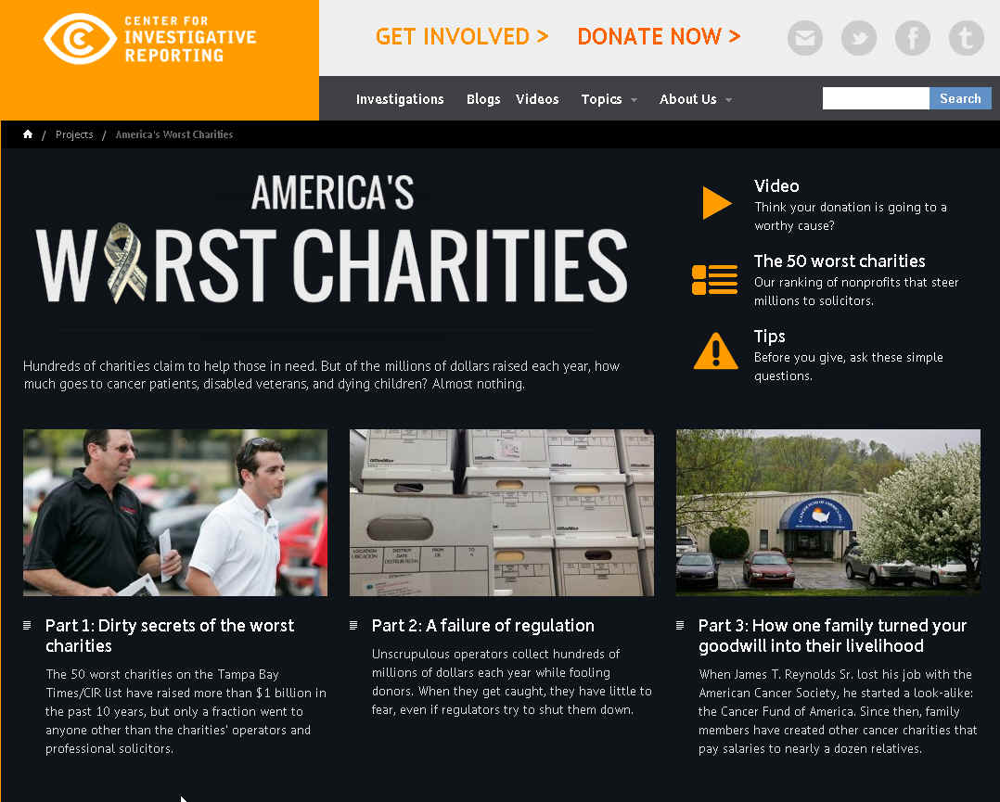 CENTER FOR
INVESTIGATIVE
REPORTING
GET INVOLVED >
DONATE NOW >
Investigations
Blogs
Videos
Topics
About Us
Search
/ Projects / America's Worst Charities
AMERICA'S
WORST CHARITIES
Hundreds of charities claim to help those in need. But of the millions of dollars raised each year, how
much goes to cancer patients, disabled veterans, and dying children? Almost nothing.
Video
Think your donation is going to a
worthy cause?
The 50 worst charities
Our ranking of nonprofits that steer
millions to solicitors.
Tips
Before you give, ask these simple
questions.
OfficeMax
OfficeMax
OfficeMax
LOCATION
UBICACION
DESTROY
DATE
FROM
DE
TO
A
Part 1: Dirty secrets of the worst
charities
The 50 worst charities on the Tampa Bay
Times/CIR list have raised more than $1 billion in
the past 10 years, but only a fraction went to
anyone other than the charities' operators and
professional solicitors.
Part 2: A failure of regulation
Unscrupulous operators collect hundreds of
millions of dollars each year while fooling
donors. When they get caught, they have little to
fear, even if regulators try to shut them down.
Part 3: How one family turned your
goodwill into their livelihood
When James T. Reynolds Sr. lost his job with the
American Cancer Society, he started a look-alike:
the Cancer Fund of America. Since then, family
members have created other cancer charities that
pay salaries to nearly a dozen relatives.